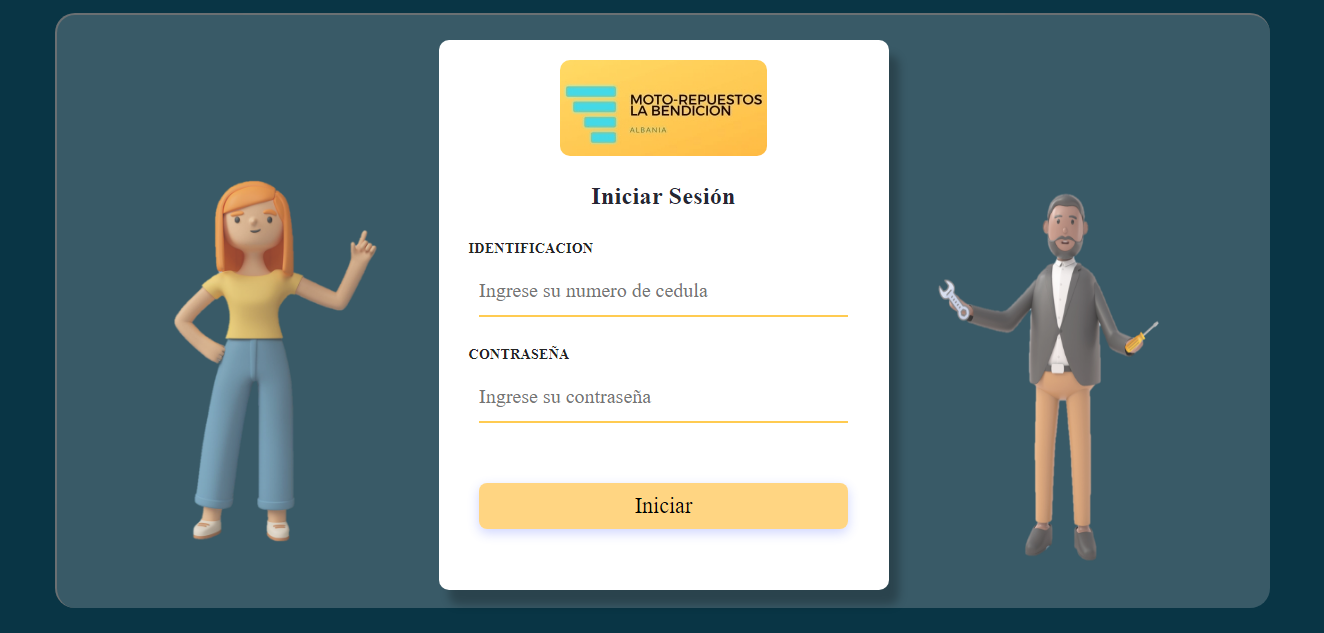 MOTO-REPUESTOS
LA BENDICION
ALBANIA
Iniciar Sesión
IDENTIFICACION
Ingrese su numero de cedula
CONTRASEÑA
Ingrese su contraseña
Iniciar